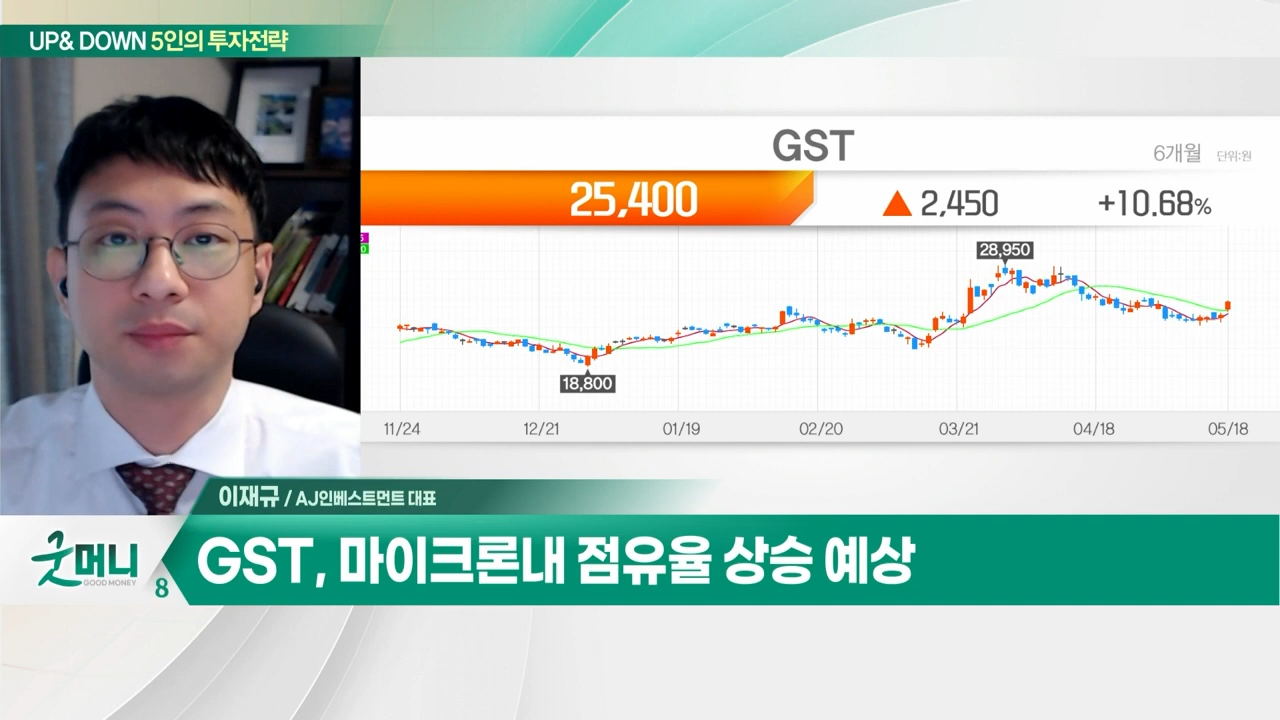 UP& DOWN 5인의 투자전략
GST
6개월 단위:원
25,400 ▲ 2,450 +10.68%
5
0
28,950
18,800
11/24 12/21 01/19 02/20 03/21 04/18 05/18
이재규 / AJ인베스트먼트 대표
굿머니
GOOD MONEY
8
GST, 마이크론내 점유율 상승 예상